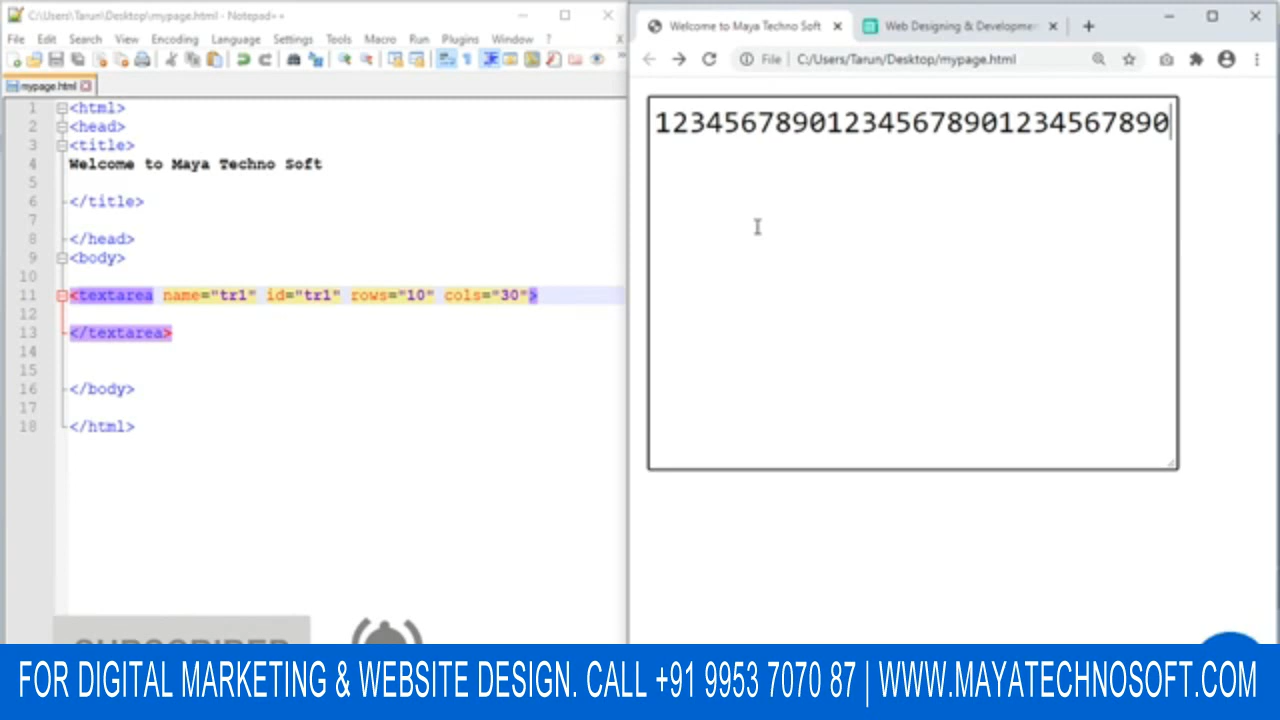 C:\Users\Tarun\Desktop\mypage.html - Notepad++
File Edit Search View Encoding Language Settings Tools Macro Run Plugins Window ? X
mypage.html
1 <html>
2 <head>
3 <title>
4 Welcome to Maya Techno Soft
5
6 </title>
7
8 </head>
9 <body>
10
11 <textarea name="tr1" id="tr1" rows="10" cols="30">
12
13 </textarea>
14
15
16 </body>
17
18 </html>
Welcome to Maya Techno Soft
Web Designing & Developme
File C:/Users/Tarun/Desktop/mypage.html
123456789012345678901234567890
FOR DIGITAL MARKETING & WEBSITE DESIGN. CALL +91 9953 7070 87 | WWW.MAYATECHNOSOFT.COM